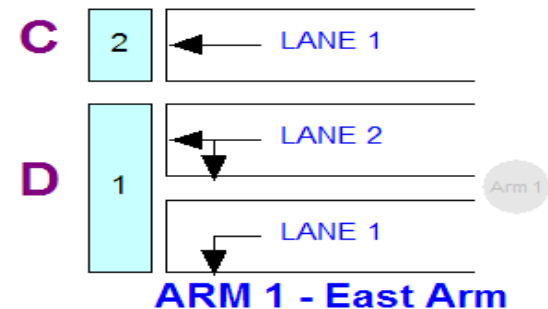 C 2 LANE 1
LANE 2
D 1 Arm 1
LANE 1
ARM 1 - East Arm